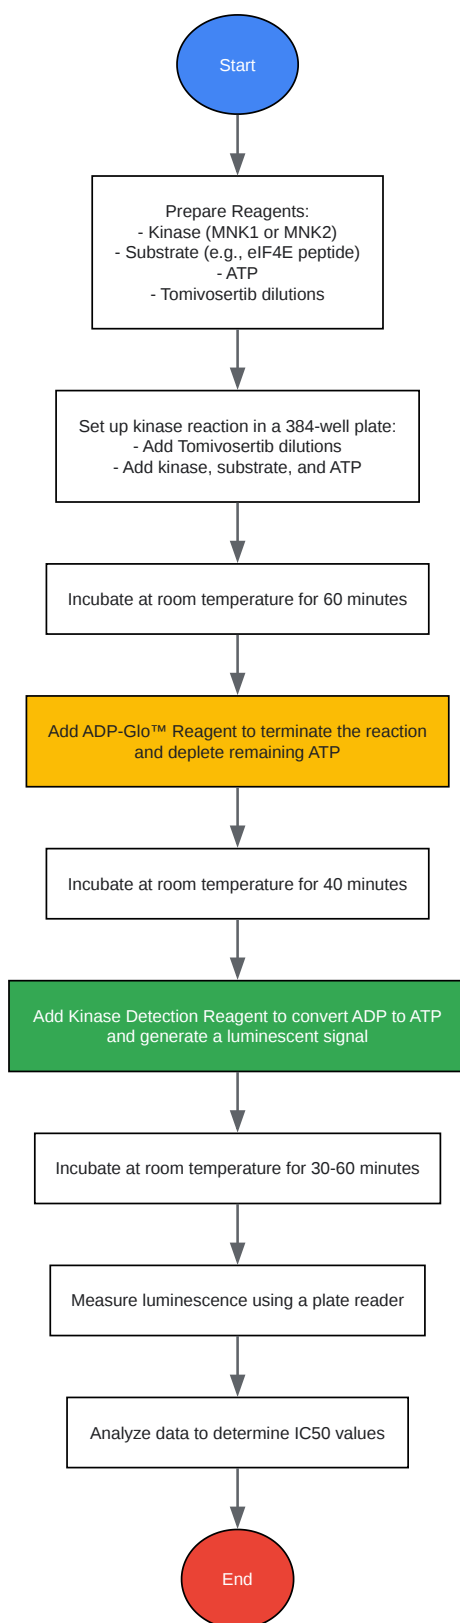 Start
Prepare Reagents:
- Kinase (MNK1 or MNK2)
- Substrate (e.g., eIF4E peptide)
- ATP
- Tomivosertib dilutions
Set up kinase reaction in a 384-well plate:
- Add Tomivosertib dilutions
- Add kinase, substrate, and ATP
Incubate at room temperature for 60 minutes
Add ADP-Glo™ Reagent to terminate the reaction
and deplete remaining ATP
Incubate at room temperature for 40 minutes
Add Kinase Detection Reagent to convert ADP to ATP
and generate a luminescent signal
Incubate at room temperature for 30-60 minutes
Measure luminescence using a plate reader
Analyze data to determine IC50 values
End